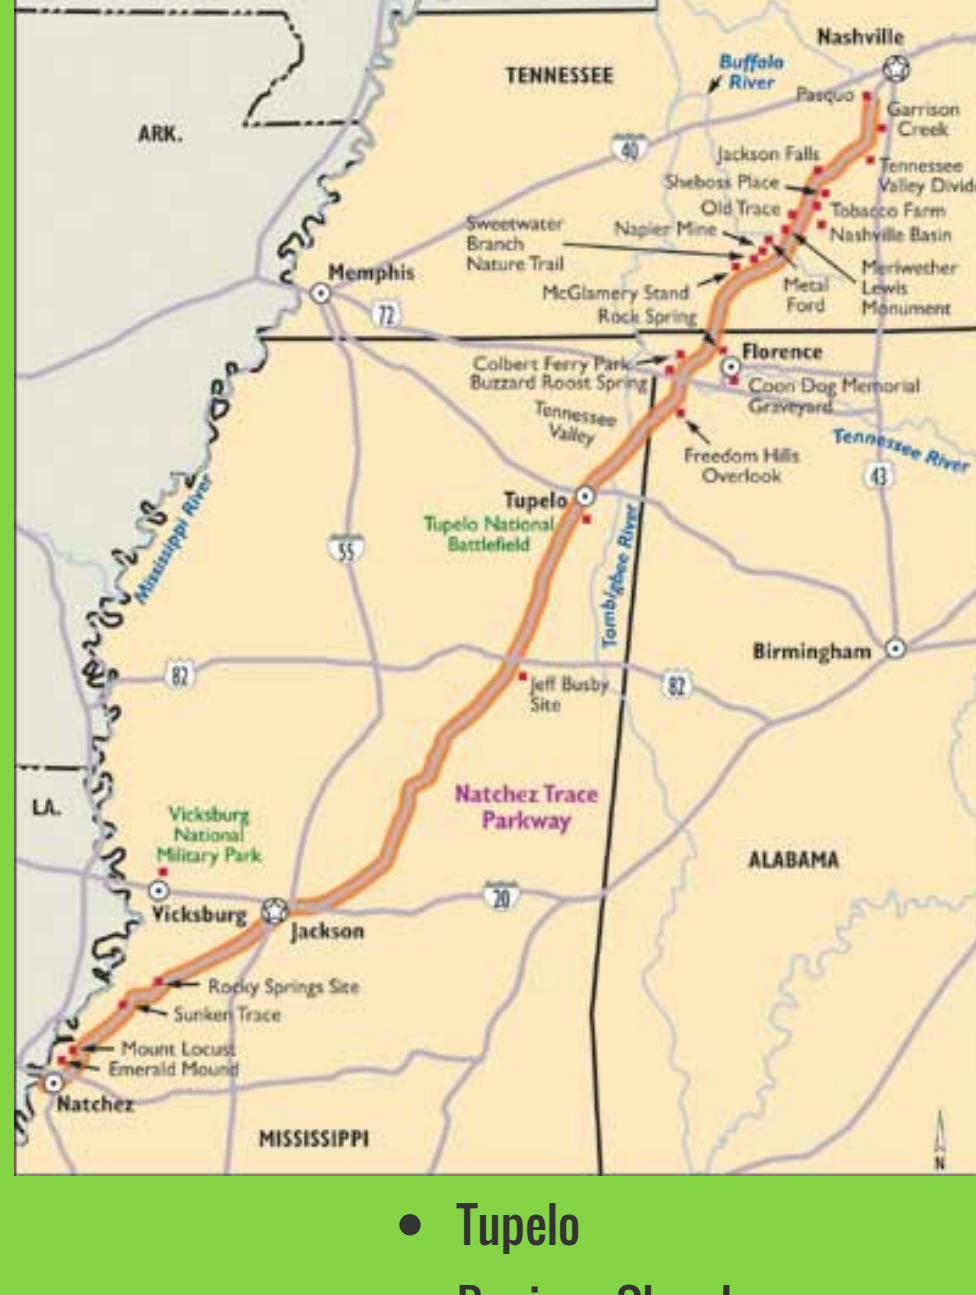 Nashville
TENNESSEE
Buffalo
River
Pasquo
Garrison
Creek
ARK.
40
Jackson Falls
Tennessee
Valley Divid
Sheboss Place
Old Trace
Tobacco Farm
Sweetwater
Branch
Nature Trail
Napier Mine
Nashville Basin
Memphis
Meriwether
Lewis
Monument
Metal
Ford
McGlamery Stand
Rock Spring
72
Florence
Colbert Ferry Park
Buzzard Roost Spring
Coon Dog Memorial
Graveyard
Tennessee
Valley
Tennessee River
Freedom Hills
Overlook
43
Mississippi River
Tupelo
Tupelo National
Battlefield
Tombigbee River
55
Birmingham
82
82
Jeff Busby
Site
Natchez Trace
Parkway
LA.
Vicksburg
National
Military Park
ALABAMA
20
Vicksburg
Jackson
Rocky Springs Site
Sunken Trace
Mount Locust
Emerald Mound
Natchez
MISSISSIPPI
N
• Tupelo